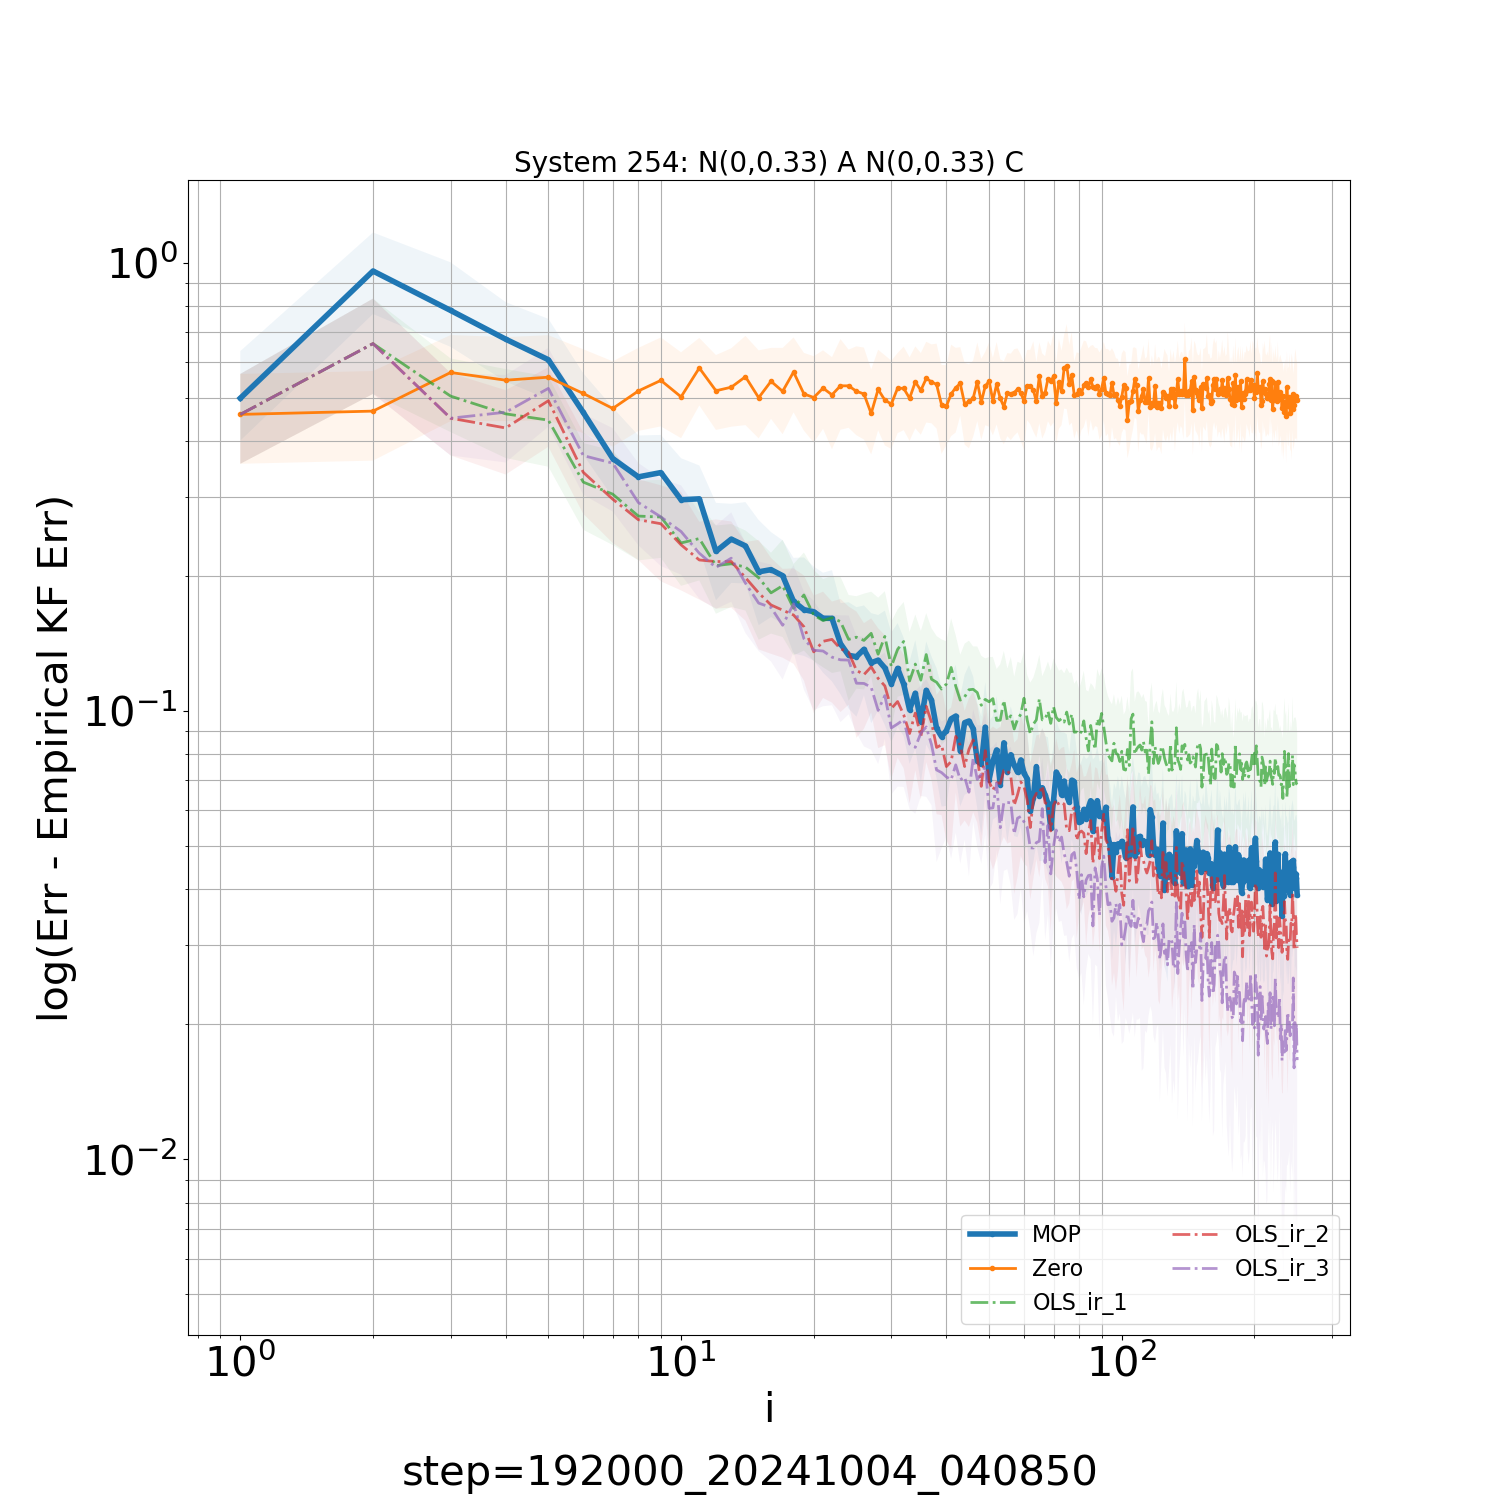 System 254: N(0,0.33) A N(0,0.33) C
log(Err - Empirical KF Err)
10⁰
10⁻¹
10⁻²
MOP
Zero
OLS_ir_1
OLS_ir_2
OLS_ir_3
10⁰ 10¹ 10²
i
step=192000_20241004_040850